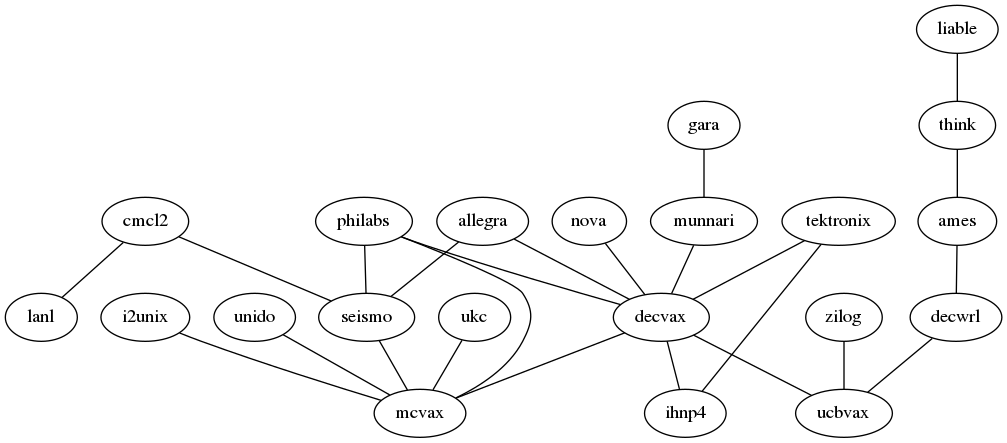 liable
gara
think
cmcl2
philabs
allegra
nova
munnari
tektronix
ames
lanl
i2unix
unido
seismo
ukc
decvax
zilog
decwrl
mcvax
ihnp4
ucbvax